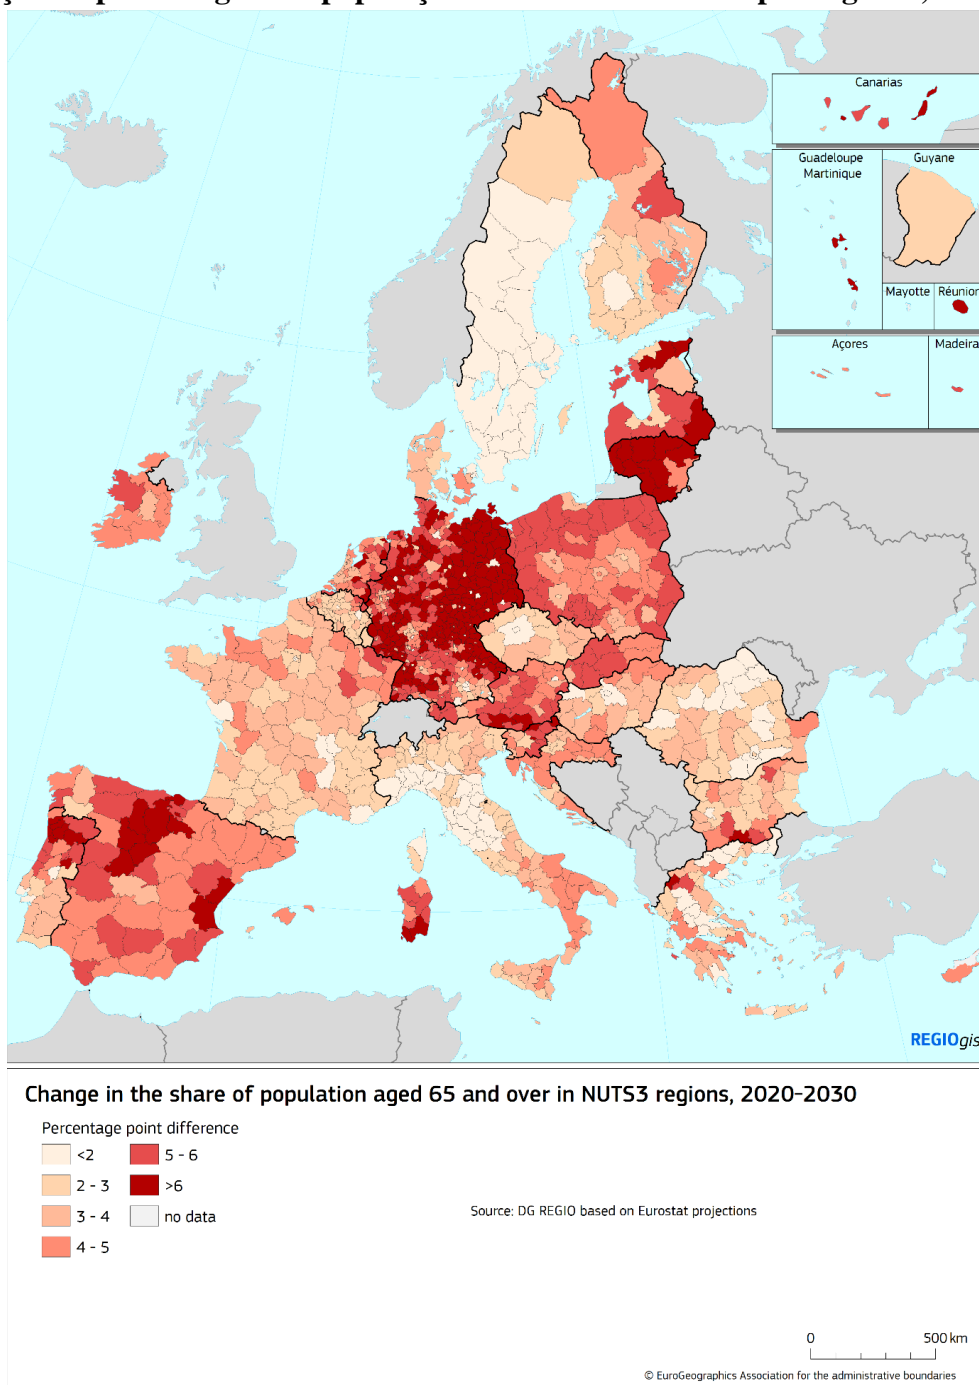 Canarias
Guadeloupe
Martinique
Guyane
Mayotte
Réunion
Açores
Madeira
REGIOgis
Change in the share of population aged 65 and over in NUTS3 regions, 2020-2030
Percentage point difference
<2
2 - 3
3 - 4
4 - 5
5 - 6
>6
no data
Source: DG REGIO based on Eurostat projections
0
500 km
© EuroGeographics Association for the administrative boundaries